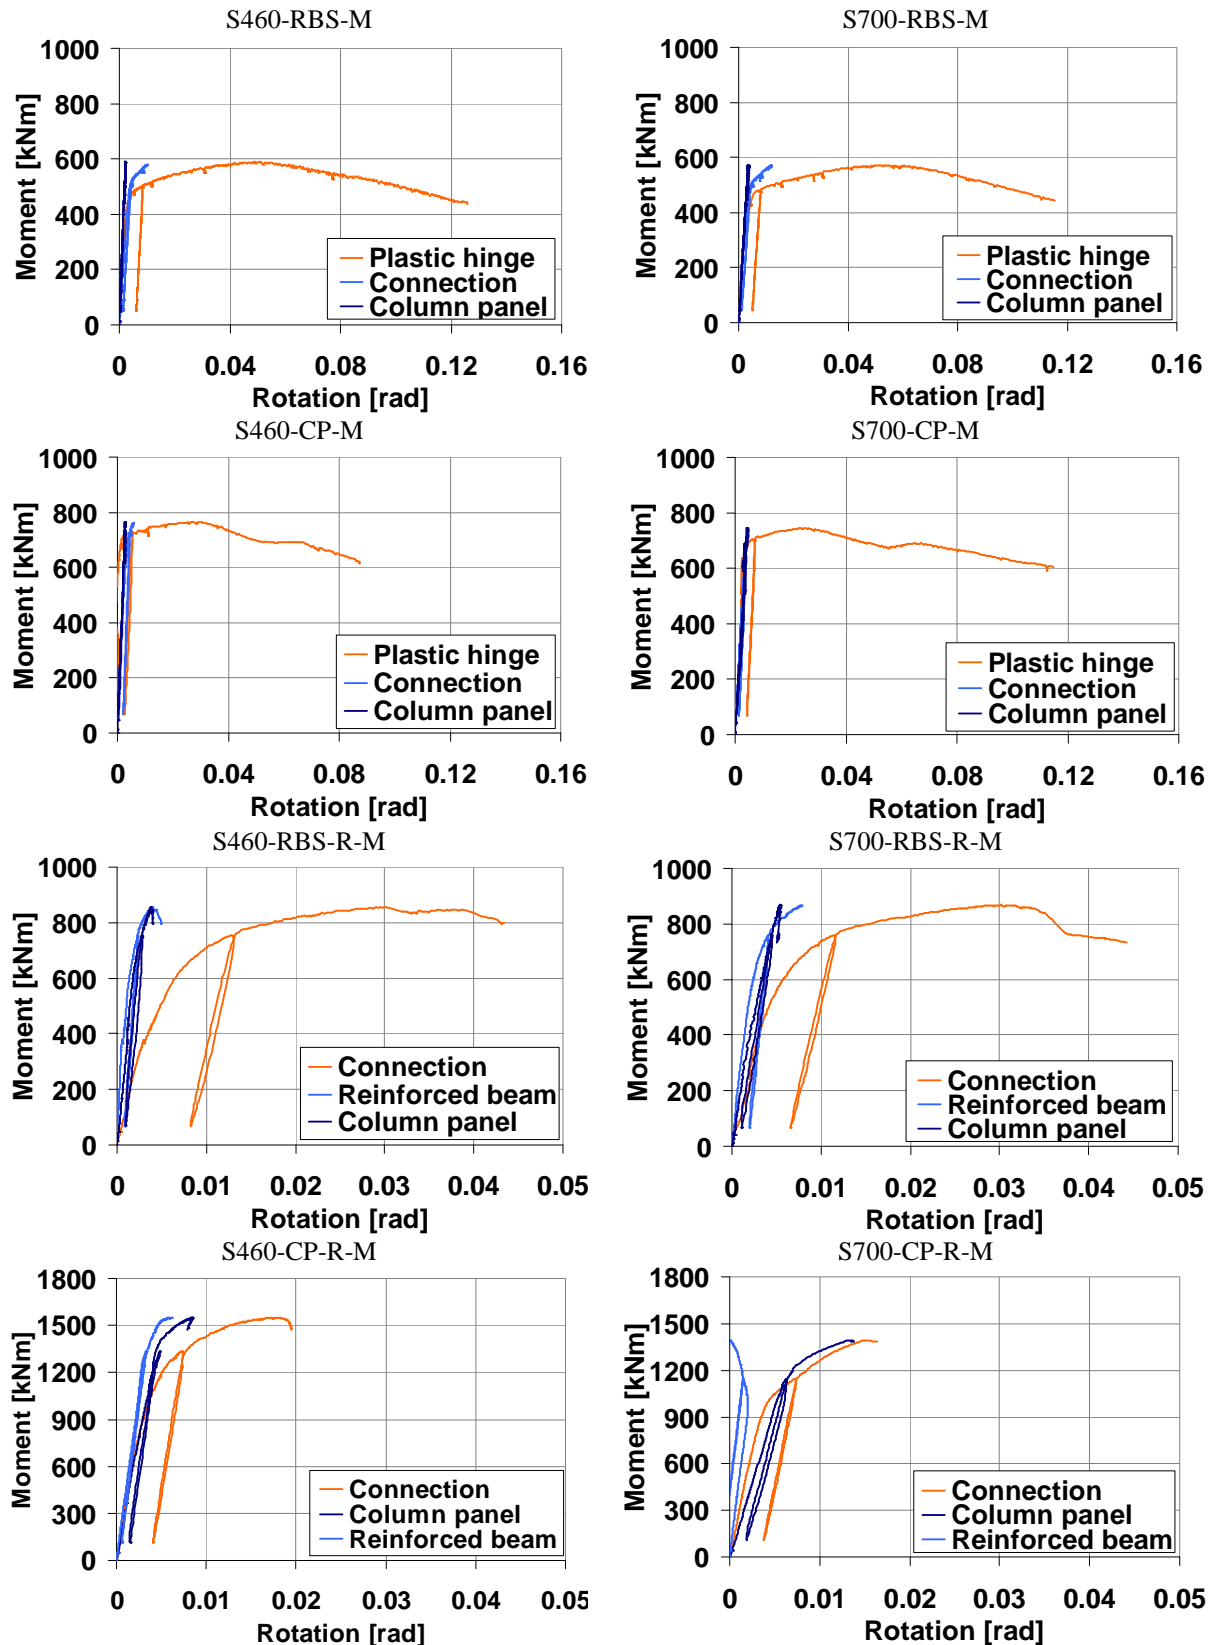 S460-RBS-M
Moment [kNm]
1000
800
600
400
200
0
Plastic hinge
Connection
Column panel
0 0.04 0.08 0.12 0.16
Rotation [rad]
S700-RBS-M
Moment [kNm]
1000
800
600
400
200
0
Plastic hinge
Connection
Column panel
0 0.04 0.08 0.12 0.16
Rotation [rad]
S460-CP-M
Moment [kNm]
1000
800
600
400
200
0
Plastic hinge
Connection
Column panel
0 0.04 0.08 0.12 0.16
Rotation [rad]
S700-CP-M
Moment [kNm]
1000
800
600
400
200
0
Plastic hinge
Connection
Column panel
0 0.04 0.08 0.12 0.16
Rotation [rad]
S460-RBS-R-M
Moment [kNm]
1000
800
600
400
200
0
Connection
Reinforced beam
Column panel
0 0.01 0.02 0.03 0.04 0.05
Rotation [rad]
S700-RBS-R-M
Moment [kNm]
1000
800
600
400
200
0
Connection
Reinforced beam
Column panel
0 0.01 0.02 0.03 0.04 0.05
Rotation [rad]
S460-CP-R-M
Moment [kNm]
1800
1500
1200
900
600
300
0
Connection
Column panel
Reinforced beam
0 0.01 0.02 0.03 0.04 0.05
Rotation [rad]
S700-CP-R-M
Moment [kNm]
1800
1500
1200
900
600
300
0
Connection
Column panel
Reinforced beam
0 0.01 0.02 0.03 0.04 0.05
Rotation [rad]